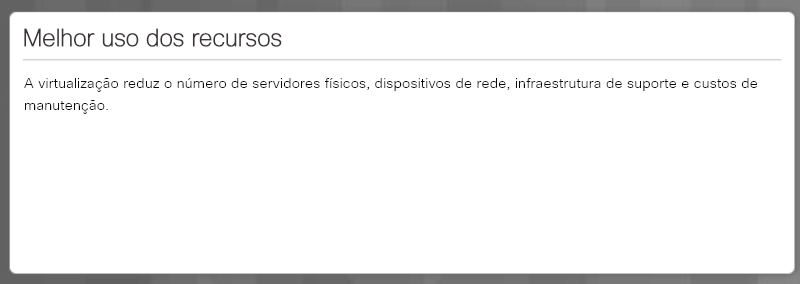 Melhor uso dos recursos
A virtualização reduz o número de servidores físicos, dispositivos de rede, infraestrutura de suporte e custos de
manutenção.